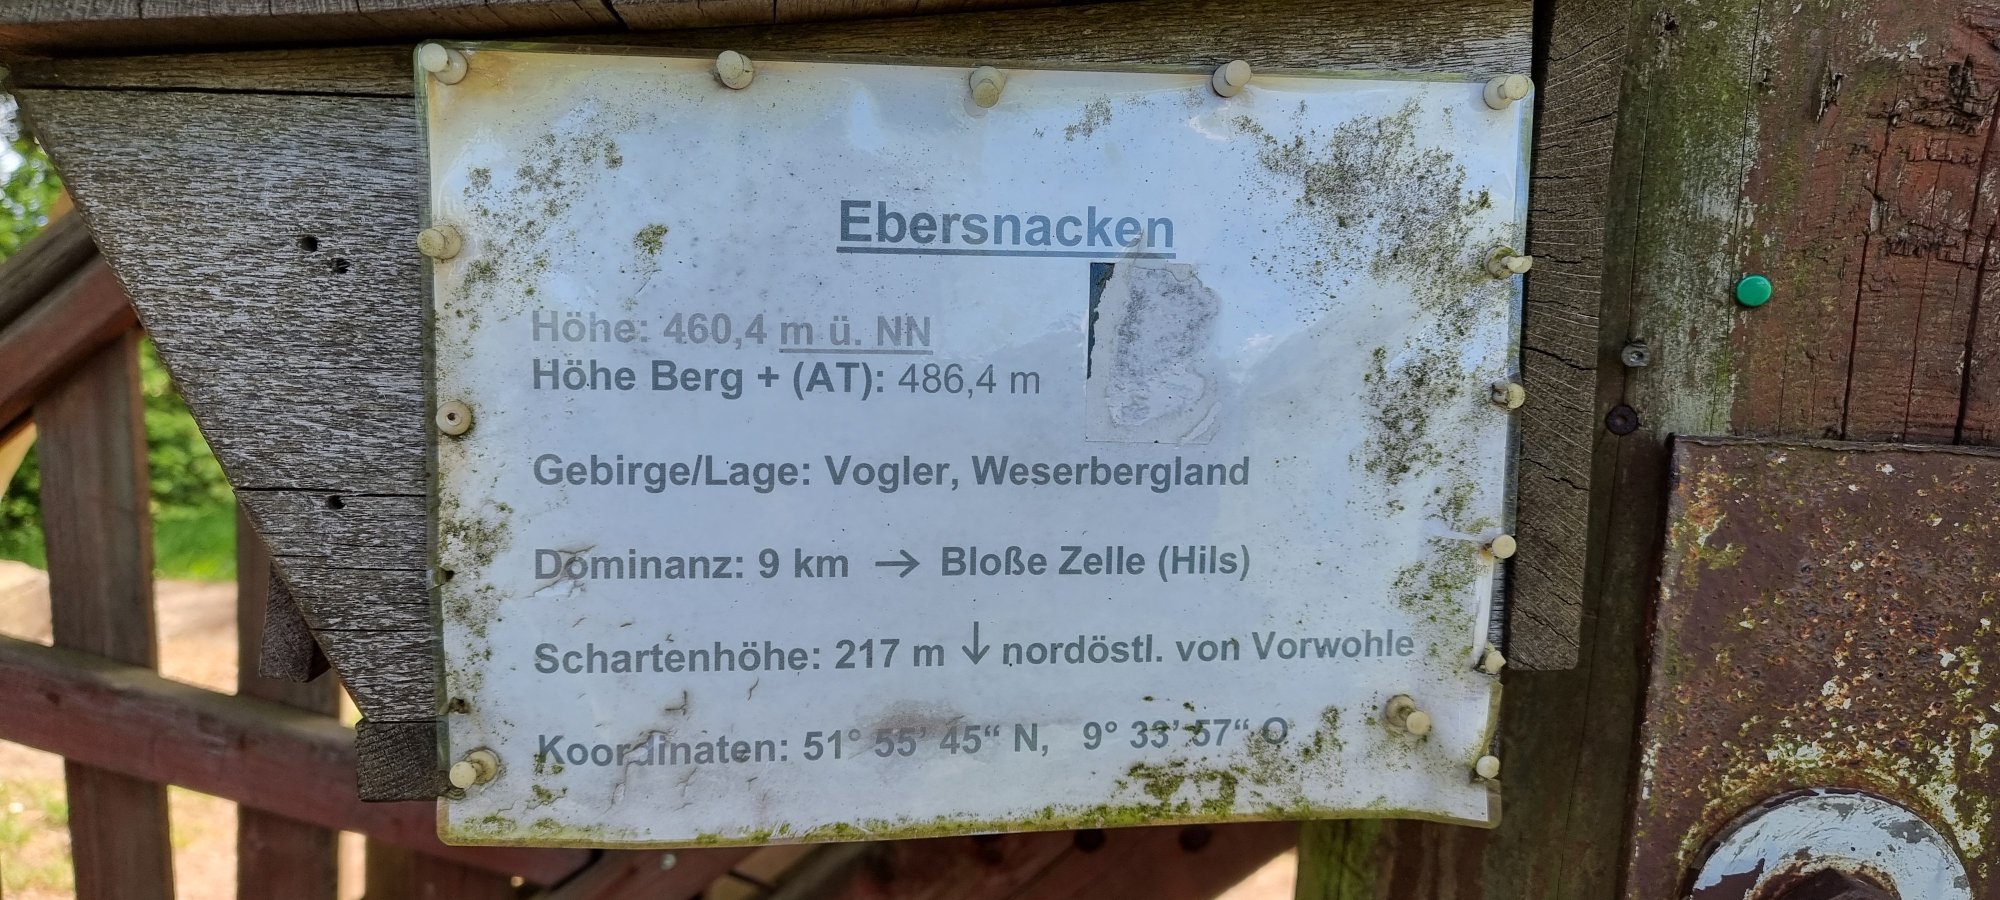 Ebersnacken
Höhe: 460,4 m ü. NN
Höhe Berg + (AT): 486,4 m
Gebirge/Lage: Vogler, Weserbergland
Dominanz: 9 km → Bloße Zelle (Hils)
Schartenhöhe: 217 m ↓ nordöstl. von Vorwohle
Koordinaten: 51° 55’ 45“ N, 9° 33’ 57“ O